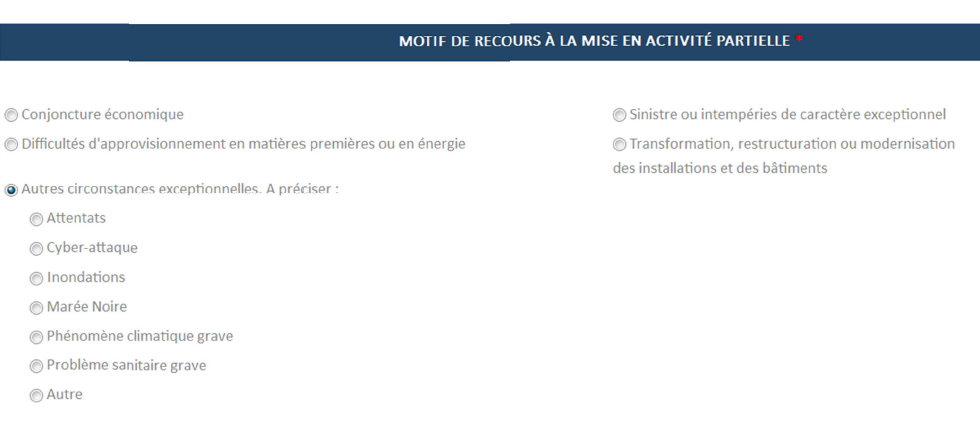 MOTIF DE RECOURS À LA MISE EN ACTIVITÉ PARTIELLE *
Conjoncture économique
Difficultés d'approvisionnement en matières premières ou en énergie
Sinistre ou intempéries de caractère exceptionnel
Transformation, restructuration ou modernisation
des installations et des bâtiments
Autres circonstances exceptionnelles. A préciser :
Attentats
Cyber-attaque
Inondations
Marée Noire
Phénomène climatique grave
Problème sanitaire grave
Autre